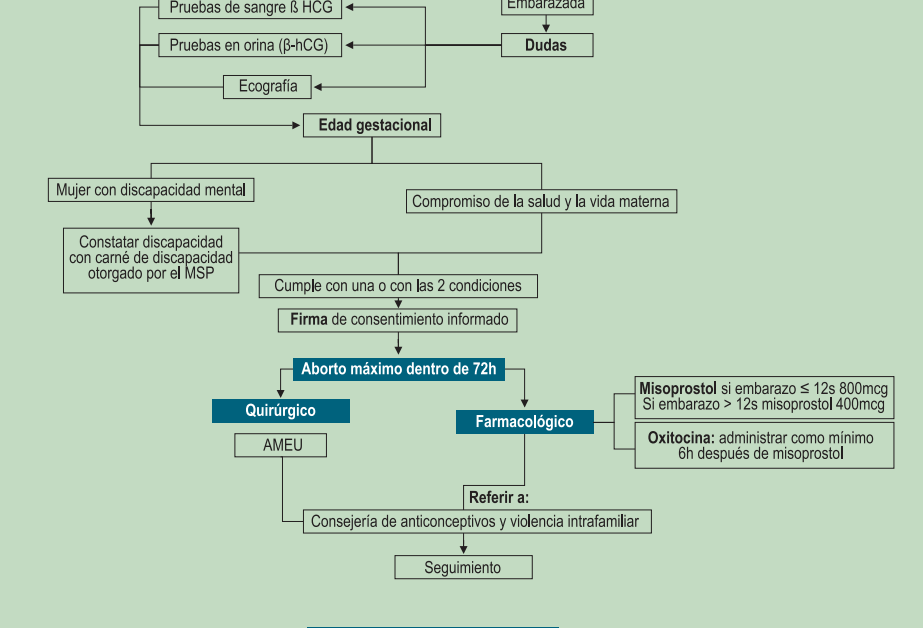 Pruebas de sangre ß HCG
Embarazada
Pruebas en orina (β-hCG)
Dudas
Ecografía
Edad gestacional
Mujer con discapacidad mental
Compromiso de la salud y la vida materna
Constatar discapacidad
con carné de discapacidad
otorgado por el MSP
Cumple con una o con las 2 condiciones
Firma de consentimiento informado
Aborto máximo dentro de 72h
Quirúrgico
AMEU
Farmacológico
Misoprostol si embarazo ≤ 12s 800mcg
Si embarazo > 12s misoprostol 400mcg
Oxitocina: administrar como mínimo
6h después de misoprostol
Referir a:
Consejería de anticonceptivos y violencia intrafamiliar
Seguimiento